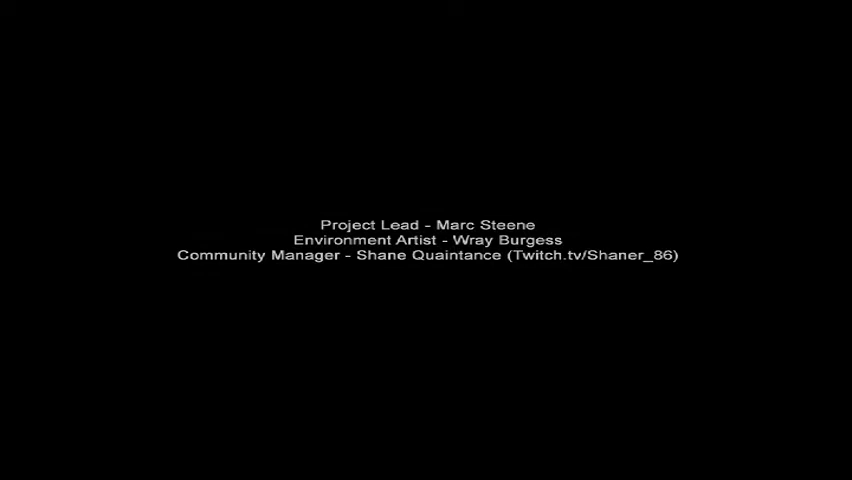 Project Lead - Marc Steene
Environment Artist - Wray Burgess
Community Manager - Shane Quaintance (Twitch.tv/Shaner_86)